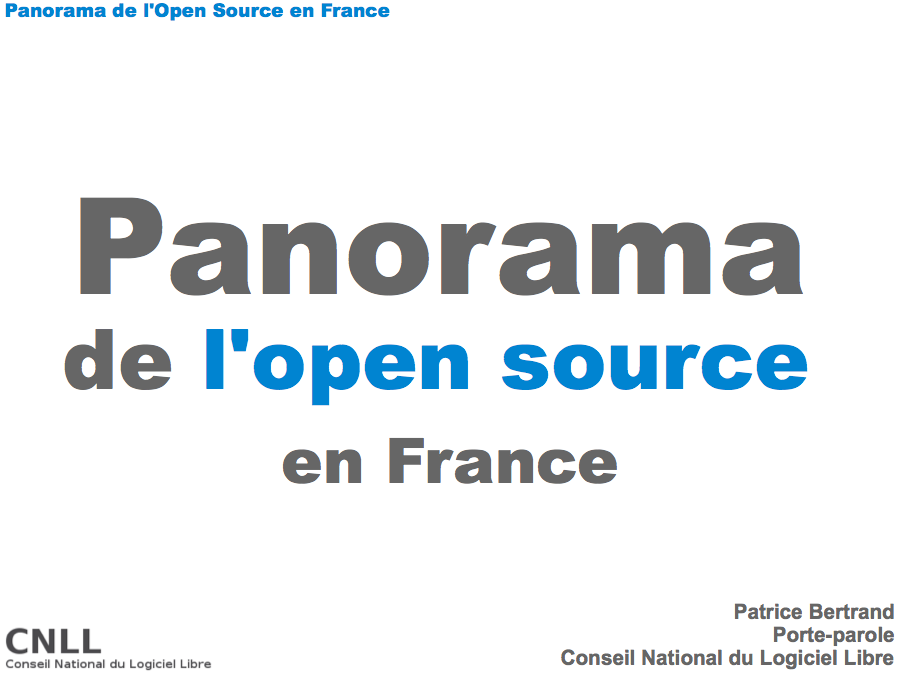 Panorama de l'Open Source en France
Panorama
de l'open source
en France
Patrice Bertrand
Porte-parole
Conseil National du Logiciel Libre
CNLL
Conseil National du Logiciel Libre